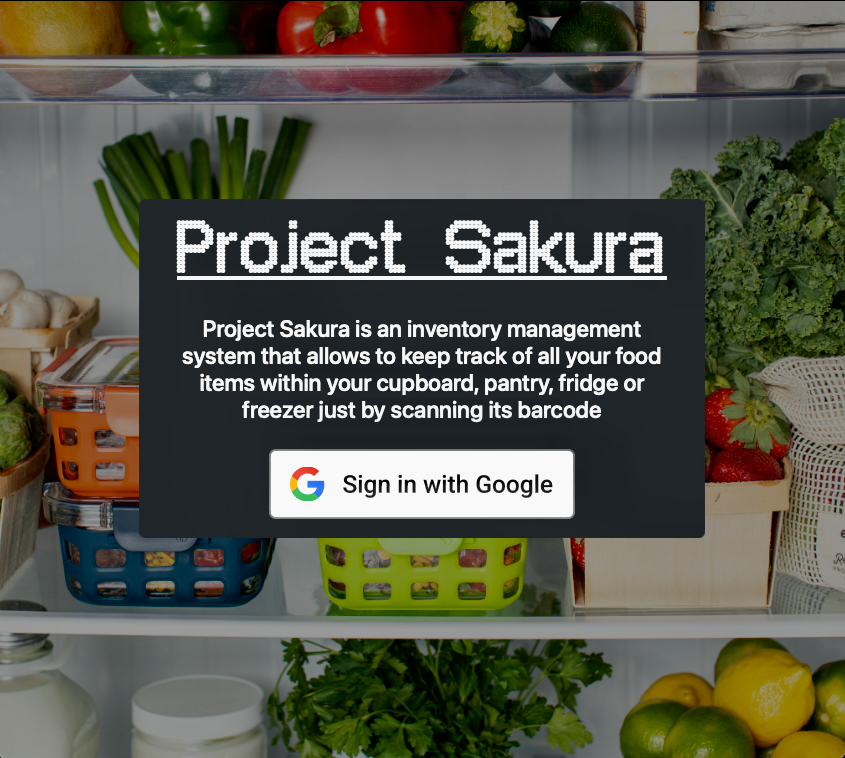 Project Sakura
Project Sakura is an inventory management
system that allows to keep track of all your food
items within your cupboard, pantry, fridge or
freezer just by scanning its barcode
Sign in with Google